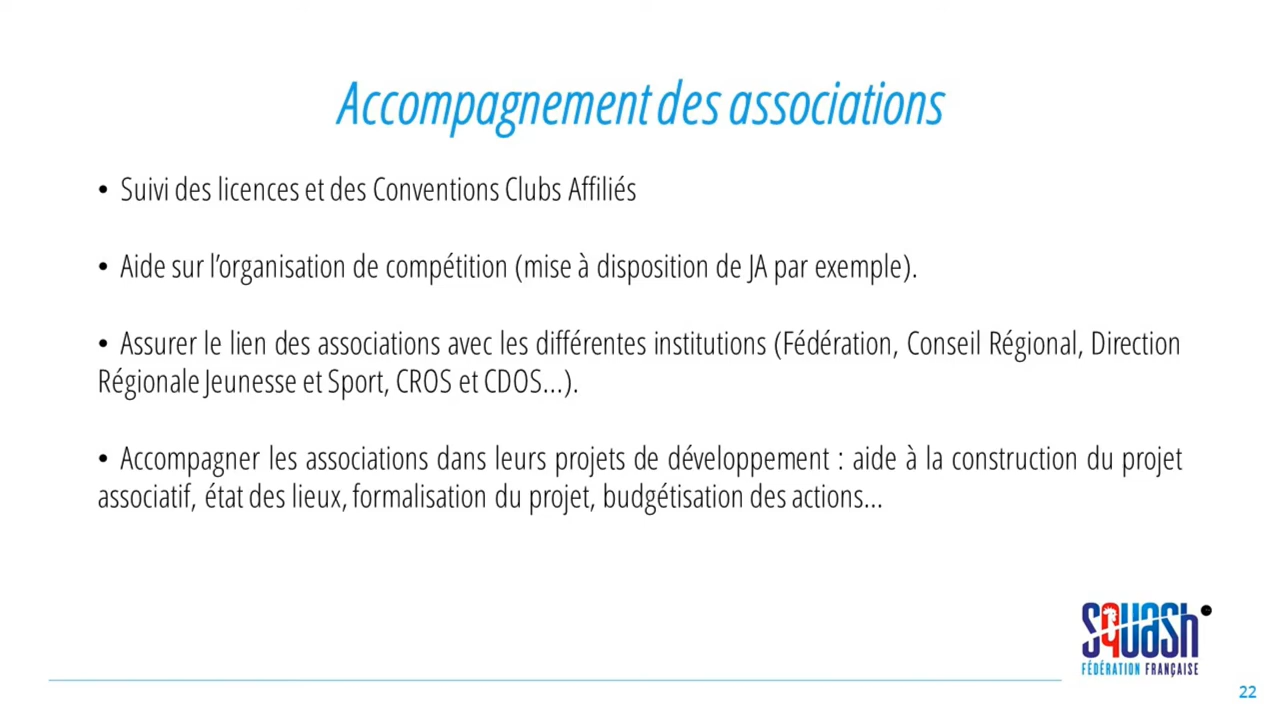 Accompagnement des associations
• Suivi des licences et des Conventions Clubs Affiliés
• Aide sur l’organisation de compétition (mise à disposition de JA par exemple).
• Assurer le lien des associations avec les différentes institutions (Fédération, Conseil Régional, Direction
Régionale Jeunesse et Sport, CROS et CDOS...).
• Accompagner les associations dans leurs projets de développement : aide à la construction du projet
associatif, état des lieux, formalisation du projet, budgétisation des actions...
SQUASH
FÉDÉRATION FRANÇAISE
22